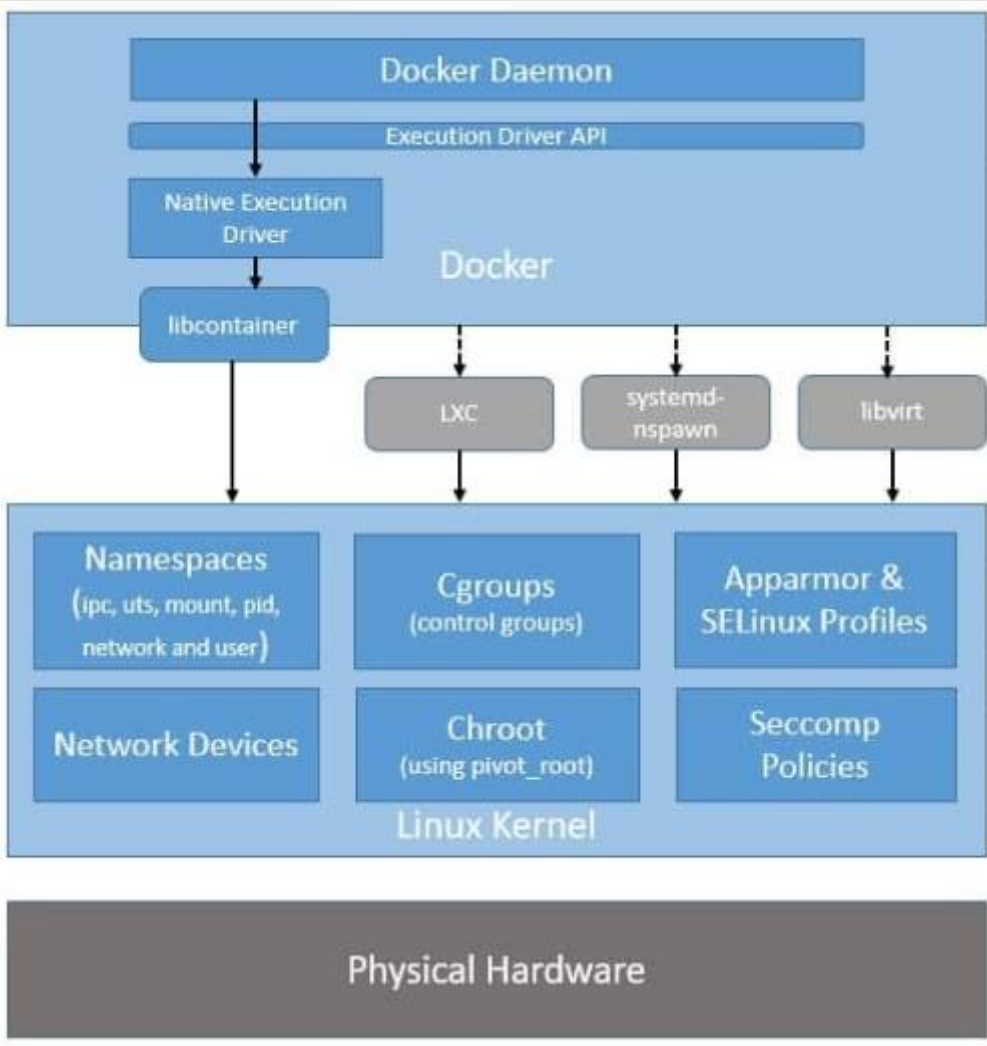 Docker Daemon
Execution Driver API
Native Execution
Driver
Docker
libcontainer
LXC
systemd-
nspawn
libvirt
Namespaces
(ipc, uts, mount, pid,
network and user)
Cgroups
(control groups)
Apparmor &
SELinux Profiles
Network Devices
Chroot
(using pivot_root)
Seccomp
Policies
Linux Kernel
Physical Hardware